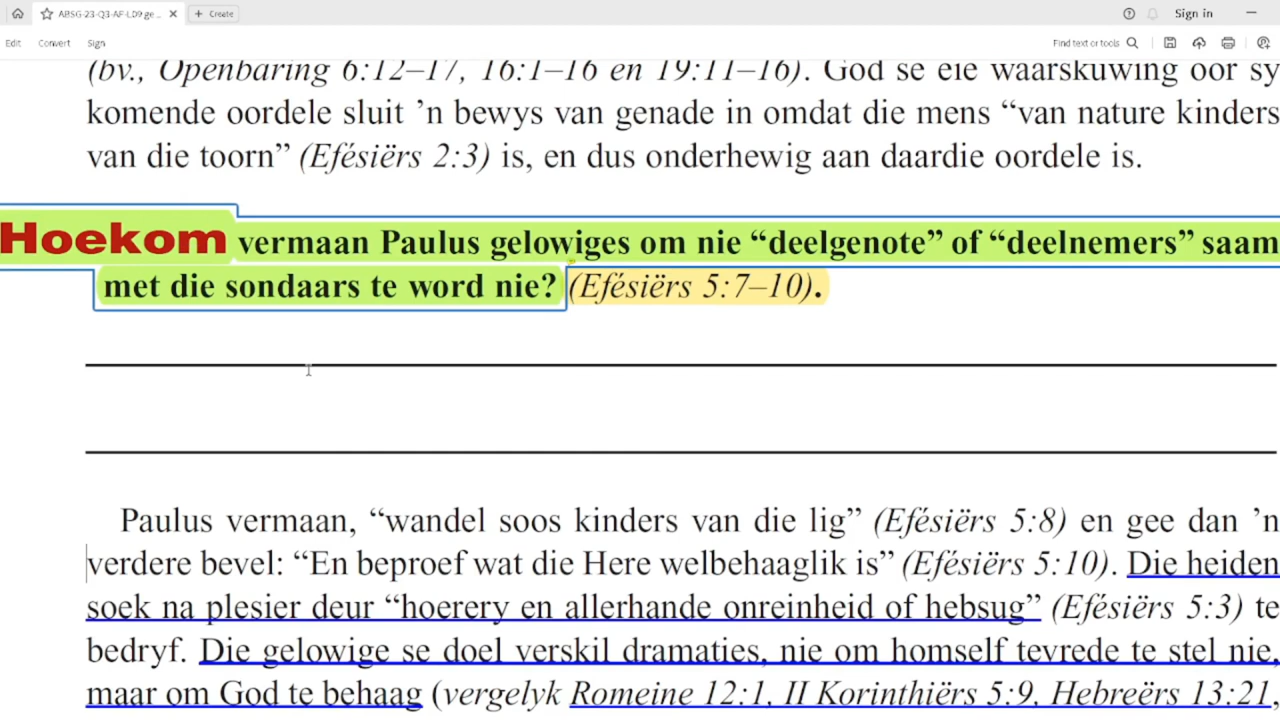 ABSG-23-Q3-AF-L09 ge...
Create
Sign in
Edit Convert Sign
Find text or tools
(bv., Openbaring 6:12–17, 16:1–16 en 19:11–16). God se eie waarskuwing oor sy
komende oordele sluit ’n bewys van genade in omdat die mens “van nature kinders
van die toorn” (Efésiërs 2:3) is, en dus onderhewig aan daardie oordele is.
Hoekom vermaan Paulus gelowiges om nie “deelgenote” of “deelnemers” saam
met die sondaars te word nie? (Efésiërs 5:7–10).
Paulus vermaan, “wandel soos kinders van die lig” (Efésiërs 5:8) en gee dan ’n
verdere bevel: “En beproef wat die Here welbehaaglik is” (Efésiërs 5:10). Die heiden
soek na plesier deur “hoerery en allerhande onreinheid of hebsug” (Efésiërs 5:3) te
bedryf. Die gelowige se doel verskil dramaties, nie om homself tevrede te stel nie,
maar om God te behaag (vergelyk Romeine 12:1, II Korinthiërs 5:9, Hebreërs 13:21,